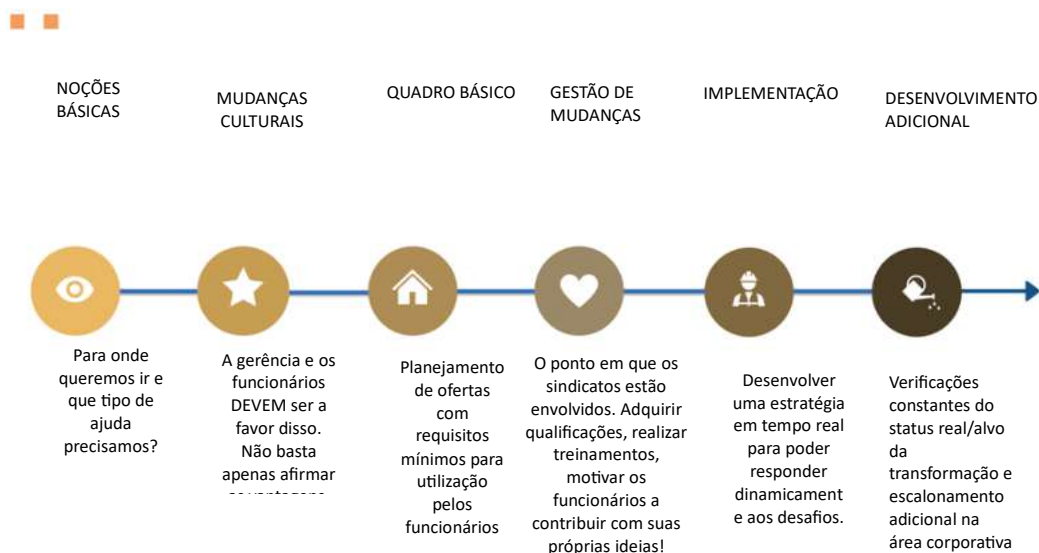 NOÇÕES
BÁSICAS
MUDANÇAS
CULTURAIS
QUADRO BÁSICO
GESTÃO DE
MUDANÇAS
IMPLEMENTAÇÃO
DESENVOLVIMENTO
ADICIONAL
Para onde
queremos ir e
que tipo de
ajuda
precisamos?
A gerência e os
funcionários
DEVEM ser a
favor disso.
Não basta
apenas afirmar
Planejamento
de ofertas
com
requisitos
mínimos para
utilização
pelos
funcionários
O ponto em que os
sindicatos estão
envolvidos. Adquirir
qualificações, realizar
treinamentos,
motivar os
funcionários a
contribuir com suas
próprias ideias!
Desenvolver
uma estratégia
em tempo real
para poder
responder
dinamicament
e aos desafios.
Verificações
constantes do
status real/alvo
da
transformação e
escalonamento
adicional na
área corporativa